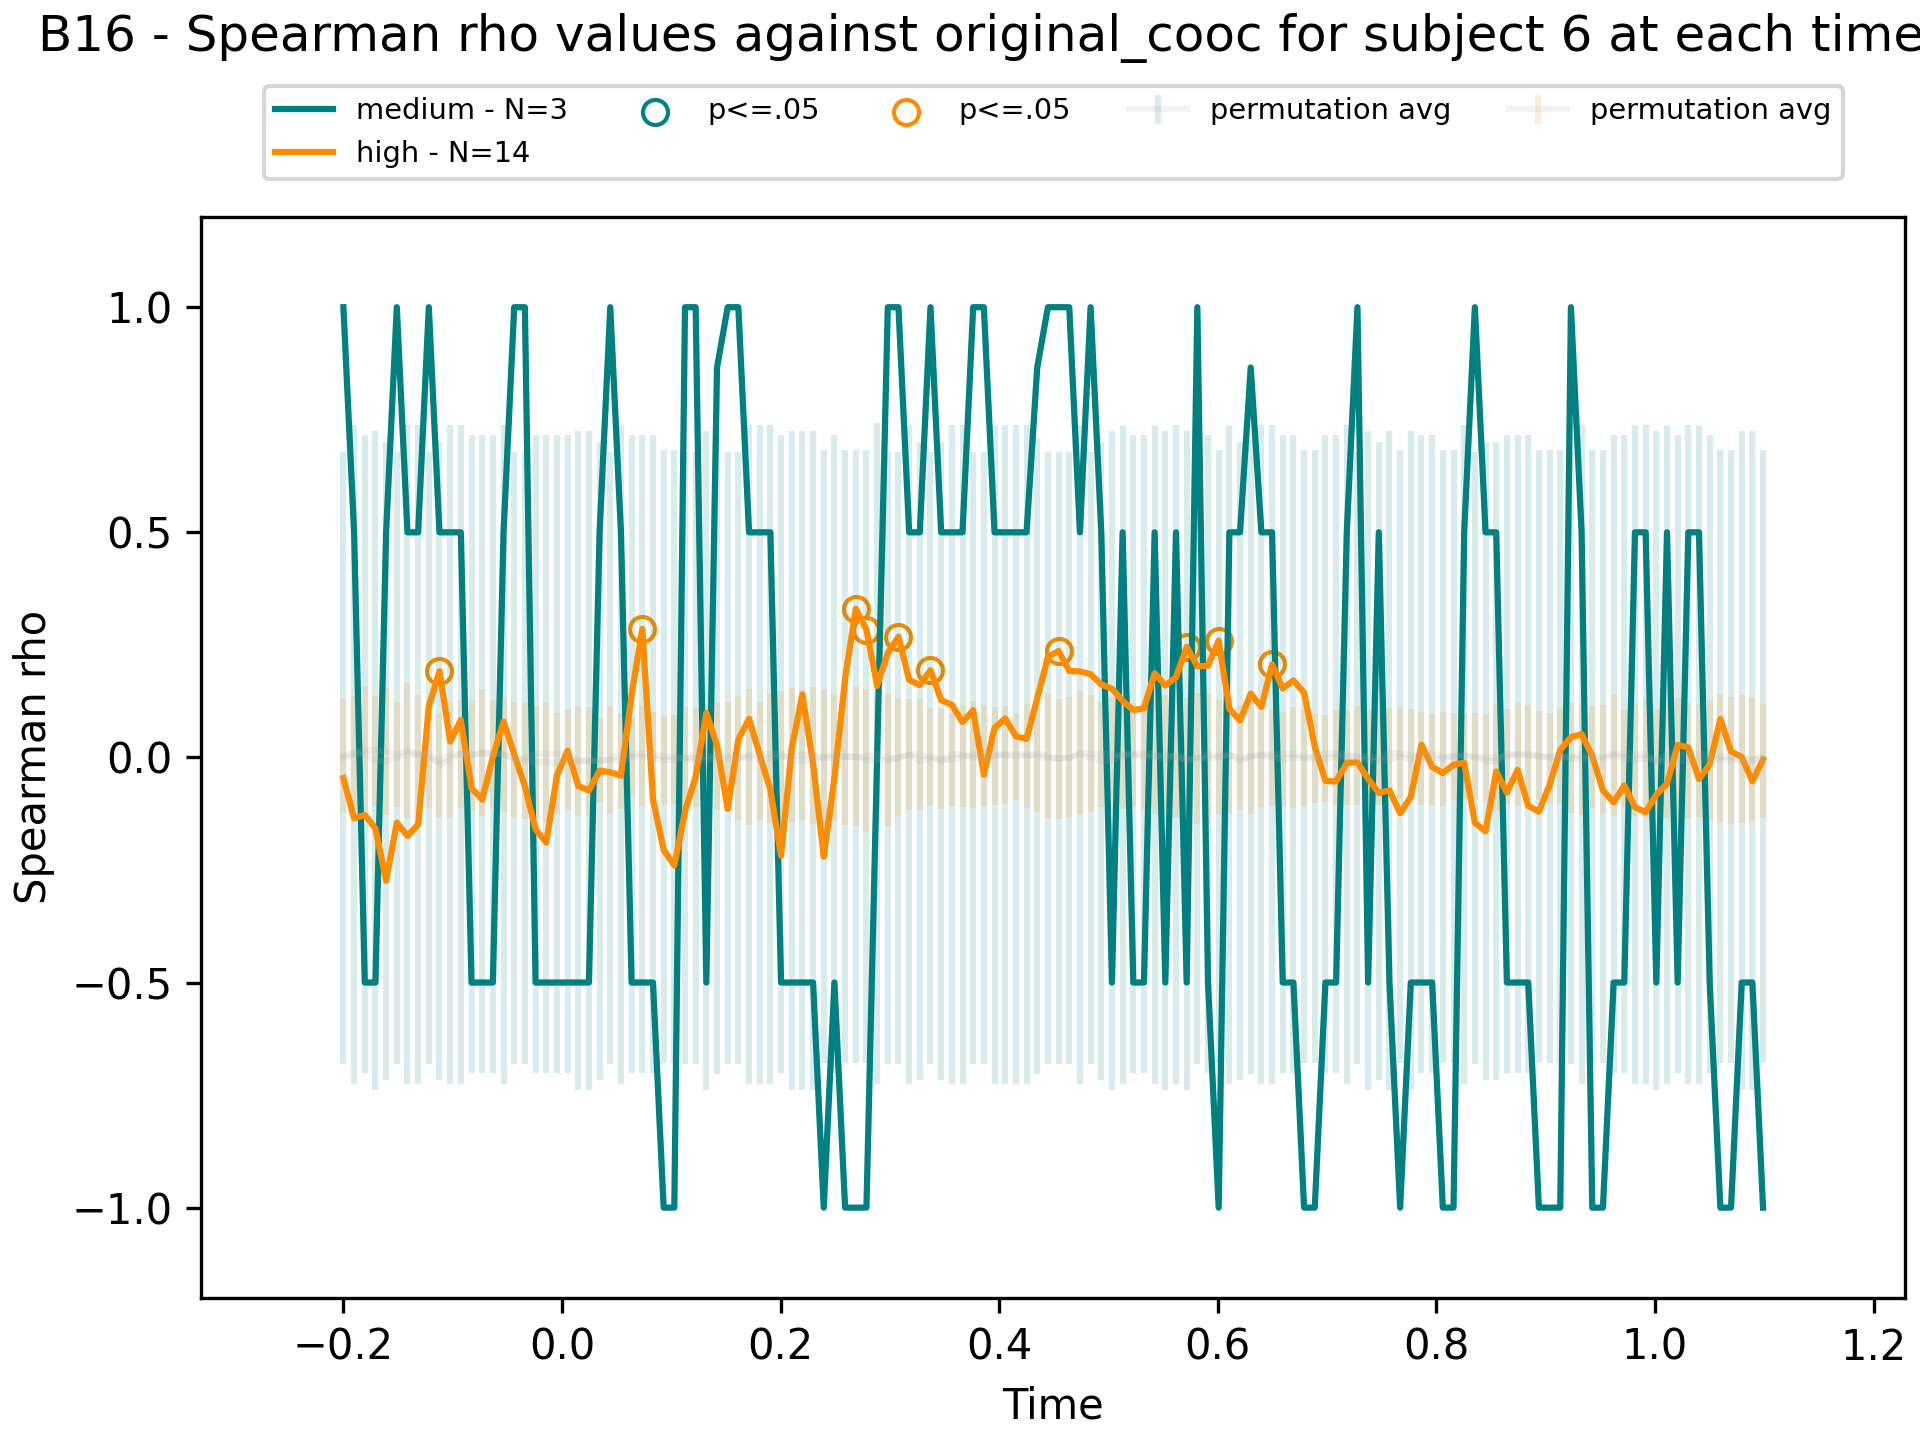 B16 - Spearman rho values against original_cooc for subject 6 at each time
medium - N=3
high - N=14
p<=.05
p<=.05
permutation avg
permutation avg
Spearman rho
1.0
0.5
0.0
−0.5
−1.0
−0.2 0.0 0.2 0.4 0.6 0.8 1.0 1.2
Time